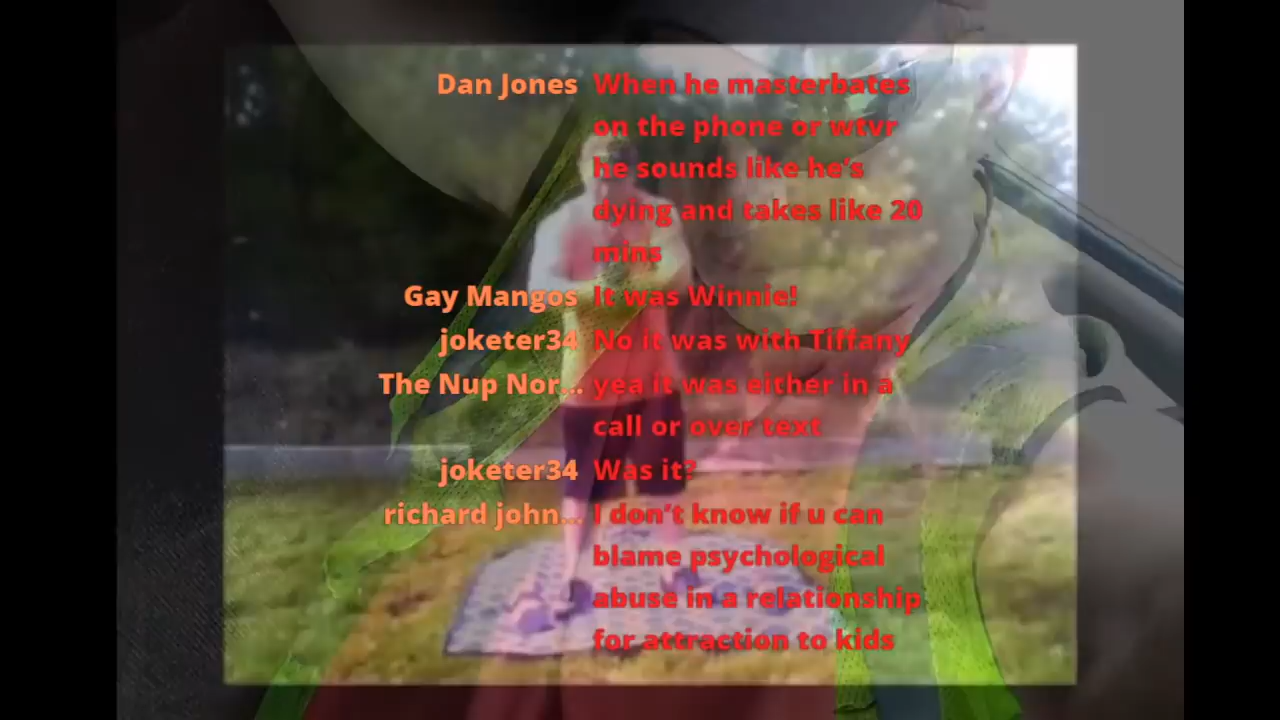 Dan Jones When he masterbates
on the phone or wtvr
he sounds like he's
dying and takes like 20
mins
Gay Mangos It was Winnie!
joketer34 No it was with Tiffany
The Nup Nor... yea it was either in a
call or over text
joketer34 Was it?
richard john... I don't know if u can
blame psychological
abuse in a relationship
for attraction to kids